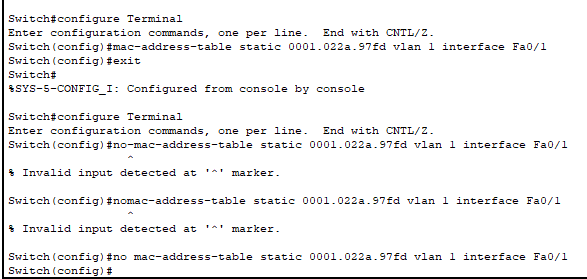 Switch#configure Terminal
Enter configuration commands, one per line.  End with CNTL/Z.
Switch(config)#mac-address-table static 0001.022a.97fd vlan 1 interface Fa0/1
Switch(config)#exit
Switch#
%SYS-5-CONFIG_I: Configured from console by console

Switch#configure Terminal
Enter configuration commands, one per line.  End with CNTL/Z.
Switch(config)#no-mac-address-table static 0001.022a.97fd vlan 1 interface Fa0/1
                 ^
% Invalid input detected at '^' marker.

Switch(config)#nomac-address-table static 0001.022a.97fd vlan 1 interface Fa0/1
                 ^
% Invalid input detected at '^' marker.

Switch(config)#no mac-address-table static 0001.022a.97fd vlan 1 interface Fa0/1
Switch(config)#